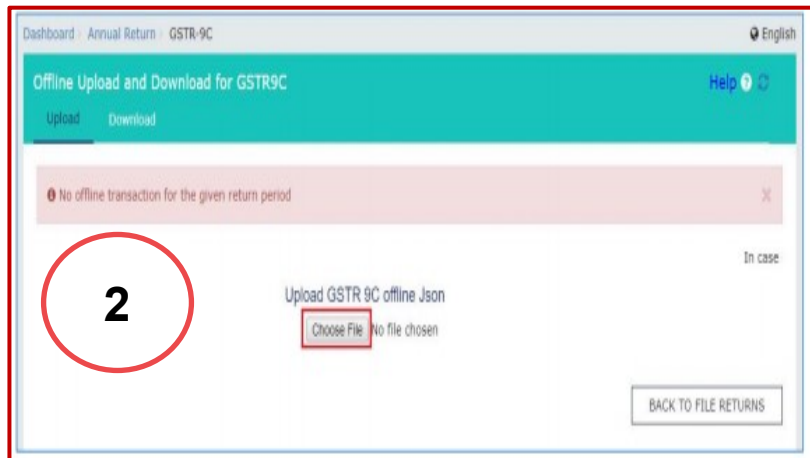 Dashboard Annual Return GSTR-9C English
Offline Upload and Download for GSTR9C Help ?
Upload Download
No offline transaction for the given return period
In case
2
Upload GSTR 9C offline Json
Choose File No file chosen
BACK TO FILE RETURNS